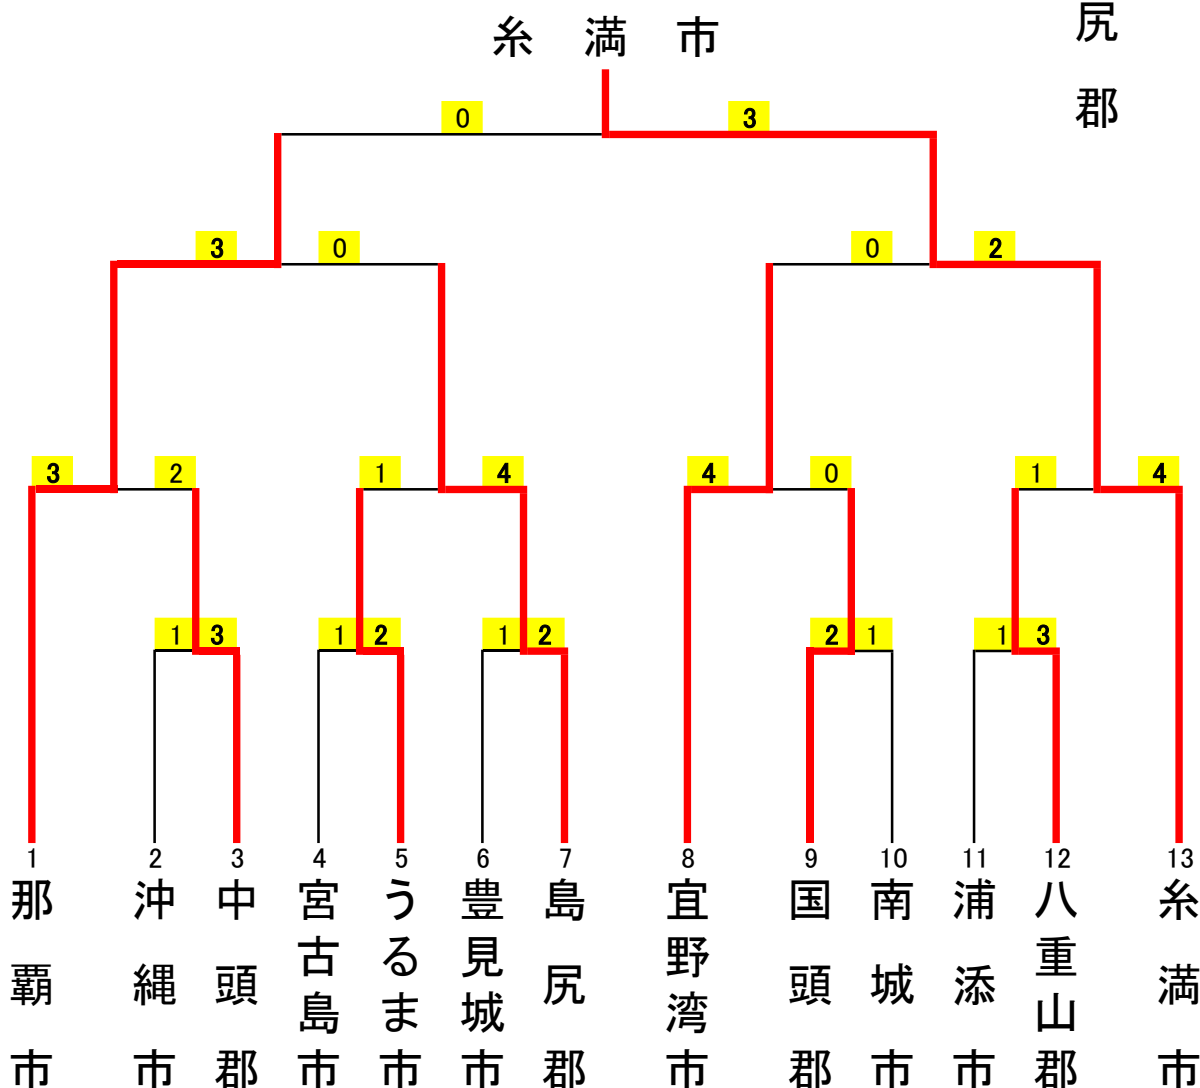 尻郡
糸満市
0 3
3 0 0 2
3 2 1 4 4 0 1 4
1 3 1 2 1 2 2 1 1 3
1 2 3 4 5 6 7 8 9 10 11 12 13
那覇市
沖縄市
中頭郡
宮古島市
うるま市
豊見城市
島尻郡
宜野湾市
国頭郡
南城市
浦添市
八重山郡
糸満市